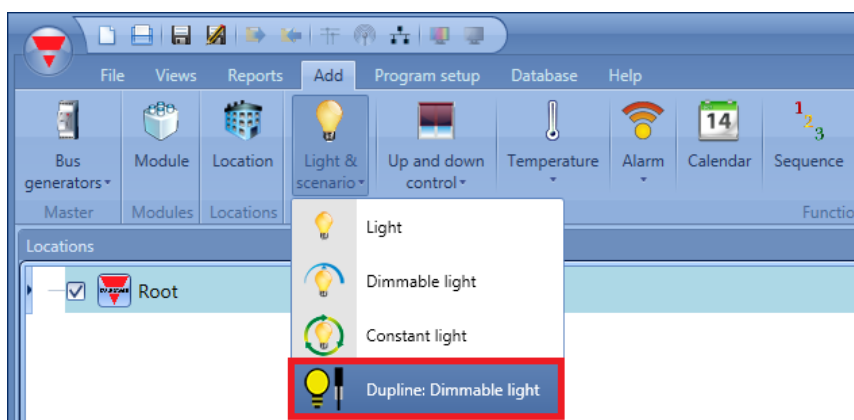 File Views Reports Add Program setup Database Help
Bus generators
Module
Location
Light & scenario
Up and down control
Temperature
Alarm
14
Calendar
1 2 3
Sequence
Master Modules Locations Functio
Locations
Root
Light
Dimmable light
Constant light
Dupline: Dimmable light